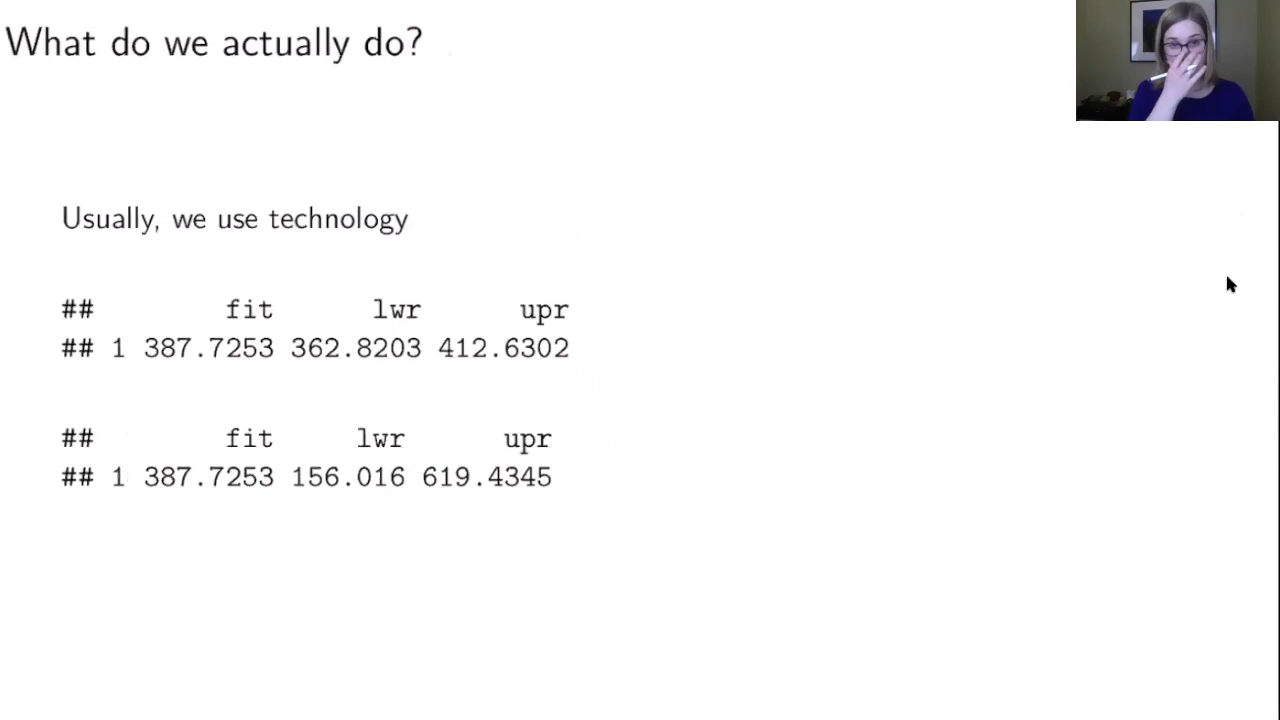 What do we actually do?
Usually, we use technology
## fit lwr upr
## 1 387.7253 362.8203 412.6302
## fit lwr upr
## 1 387.7253 156.016 619.4345